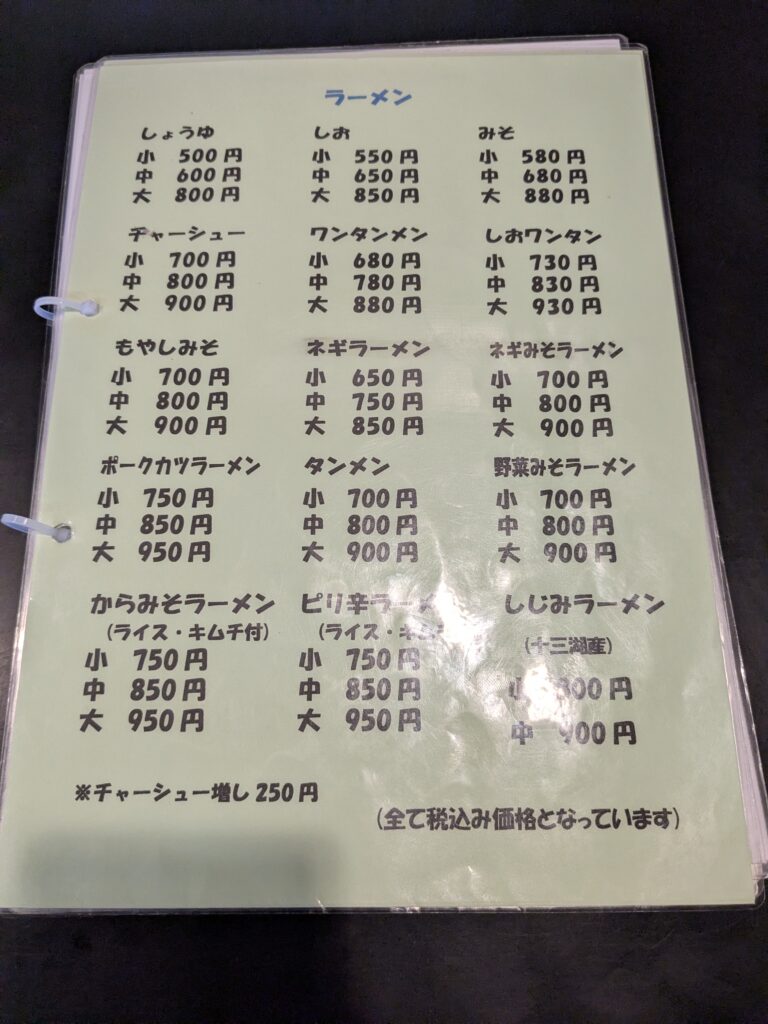 ラーメン
しょうゆ
小 500円
中 600円
大 800円
しお
小 550円
中 650円
大 850円
みそ
小 580円
中 680円
大 880円
チャーシュー
小 700円
中 800円
大 900円
ワンタンメン
小 680円
中 780円
大 880円
しおワンタン
小 730円
中 830円
大 930円
もやしみそ
小 700円
中 800円
大 900円
ネギラーメン
小 650円
中 750円
大 850円
ネギみそラーメン
小 700円
中 800円
大 900円
ポークカツラーメン
小 750円
中 850円
大 950円
タンメン
小 700円
中 800円
大 900円
野菜みそラーメン
小 700円
中 800円
大 900円
からみそラーメン
(ライス・キムチ付)
小 750円
中 850円
大 950円
ピリ辛ラーメ
(ライス・キム
小 750円
中 850円
大 950円
しじみラーメン
(十三湖産)
小 800円
中 900円
※チャーシュー増し 250円
(全て税込み価格となっています)